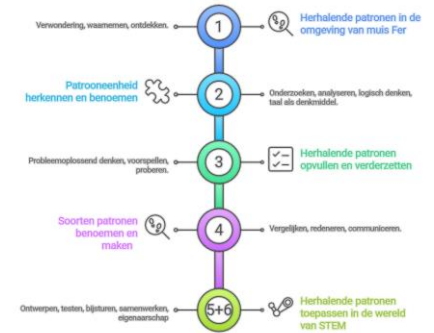 Verwondering, waarnemen, ontdekken.
1
Herhalende patronen in de
omgeving van muis Fer
Patrooneenheid
herkennen en benoemen
2
Onderzoeken, analyseren, logisch denken,
taal als denkmiddel.
Probleemoplossend denken, voorspellen,
proberen.
3
Herhalende patronen
opvullen en verderzetten
Soorten patronen
benoemen en
maken
4
Vergelijken, redeneren, communiceren.
Ontwerpen, testen, bijsturen, samenwerken,
eigenaarschap
5+6
Herhalende patronen
toepassen in de wereld
van STEM